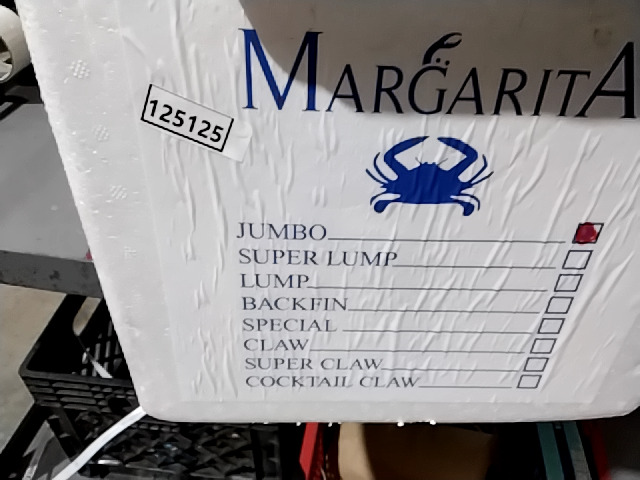 MARGARITA
125125
JUMBO
SUPER LUMP
LUMP
BACKFIN
SPECIAL
CLAW
SUPER CLAW
COCKTAIL CLAW